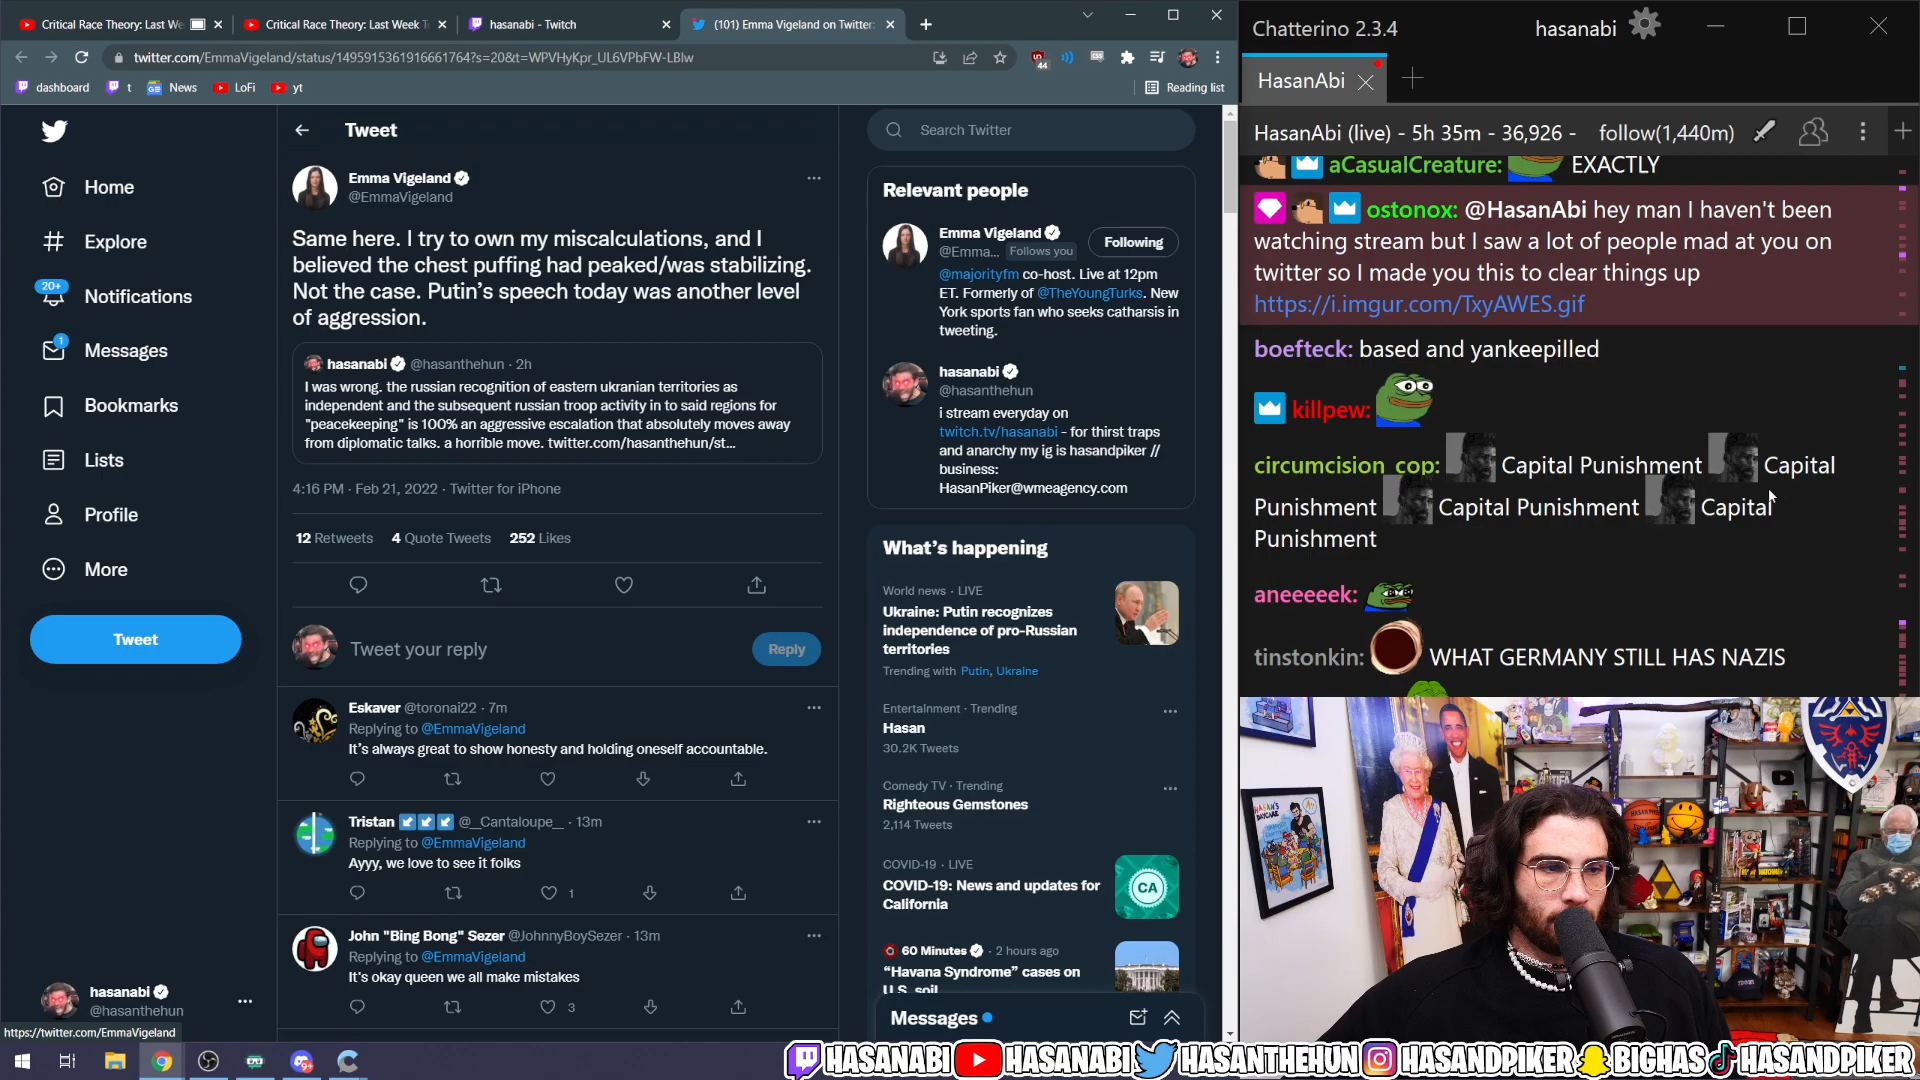 Critical Race Theory: Last We
Critical Race Theory: Last Week T
hasanabi - Twitch
(101) Emma Vigeland on Twitter:
twitter.com/EmmaVigeland/status/1495915361916661764?s=20&t=WPVHyKpr_UL6VPbFW-LBlw
44
dashboard
t
News
LoFi
yt
Reading list
Home
Explore
20+
Notifications
1
Messages
Bookmarks
Lists
Profile
More
Tweet
hasanabi
@hasanthehun
https://twitter.com/EmmaVigeland
Tweet
Emma Vigeland
@EmmaVigeland
Same here. I try to own my miscalculations, and I
believed the chest puffing had peaked/was stabilizing.
Not the case. Putin's speech today was another level
of aggression.
hasanabi @hasanthehun · 2h
I was wrong. the russian recognition of eastern ukranian territories as
independent and the subsequent russian troop activity in to said regions for
"peacekeeping" is 100% an aggressive escalation that absolutely moves away
from diplomatic talks. a horrible move. twitter.com/hasanthehun/st…
4:16 PM · Feb 21, 2022 · Twitter for iPhone
12 Retweets 4 Quote Tweets 252 Likes
Tweet your reply
Reply
Eskaver @toronai22 · 7m
Replying to @EmmaVigeland
It's always great to show honesty and holding oneself accountable.
Tristan @_Cantaloupe_ · 13m
Replying to @EmmaVigeland
Ayyy, we love to see it folks
1
John "Bing Bong" Sezer @JohnnyBoySezer · 13m
Replying to @EmmaVigeland
It's okay queen we all make mistakes
3
Search Twitter
Relevant people
Emma Vigeland
@Emma... Follows you
Following
@majorityfm co-host. Live at 12pm
ET. Formerly of @TheYoungTurks. New
York sports fan who seeks catharsis in
tweeting.
hasanabi
@hasanthehun
i stream everyday on
twitch.tv/hasanabi - for thirst traps
and anarchy my ig is hasandpiker //
business:
HasanPiker@wmeagency.com
What's happening
World news · LIVE
Ukraine: Putin recognizes
independence of pro-Russian
territories
Trending with Putin, Ukraine
Entertainment · Trending
Hasan
30.2K Tweets
Comedy TV · Trending
Righteous Gemstones
2,114 Tweets
COVID-19 · LIVE
COVID-19: News and updates for
California
CA
60 Minutes · 2 hours ago
"Havana Syndrome" cases on
U.S. soil
Messages
Chatterino 2.3.4
hasanabi
HasanAbi
HasanAbi (live) - 5h 35m - 36,926 - follow(1,440m)
aCasualCreature: EXACTLY
ostonox: @HasanAbi hey man I haven't been
watching stream but I saw a lot of people mad at you on
twitter so I made you this to clear things up
https://i.imgur.com/TxyAWES.gif
boefteck: based and yankeepilled
killpew:
circumcision_cop: Capital Punishment Capital
Punishment Capital Punishment Capital
Punishment
aneeeeek:
tinstonkin: WHAT GERMANY STILL HAS NAZIS
HASANABI HASANABI HASANTHEHUN HASANDPIKER BIGHAS HASANDPIKER